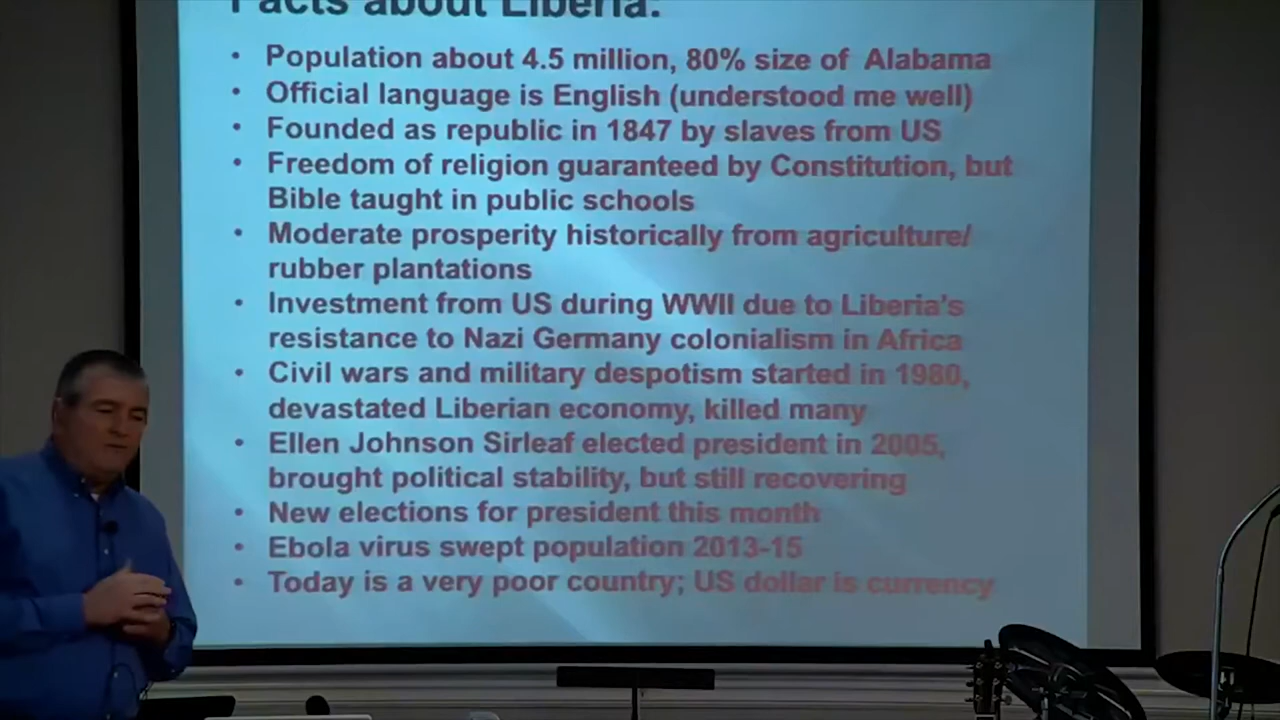 Facts about Liberia:
• Population about 4.5 million, 80% size of Alabama
• Official language is English (understood me well)
• Founded as republic in 1847 by slaves from US
• Freedom of religion guaranteed by Constitution, but
Bible taught in public schools
• Moderate prosperity historically from agriculture/
rubber plantations
• Investment from US during WWII due to Liberia's
resistance to Nazi Germany colonialism in Africa
• Civil wars and military despotism started in 1980,
devastated Liberian economy, killed many
• Ellen Johnson Sirleaf elected president in 2005,
brought political stability, but still recovering
• New elections for president this month
• Ebola virus swept population 2013-15
• Today is a very poor country; US dollar is currency